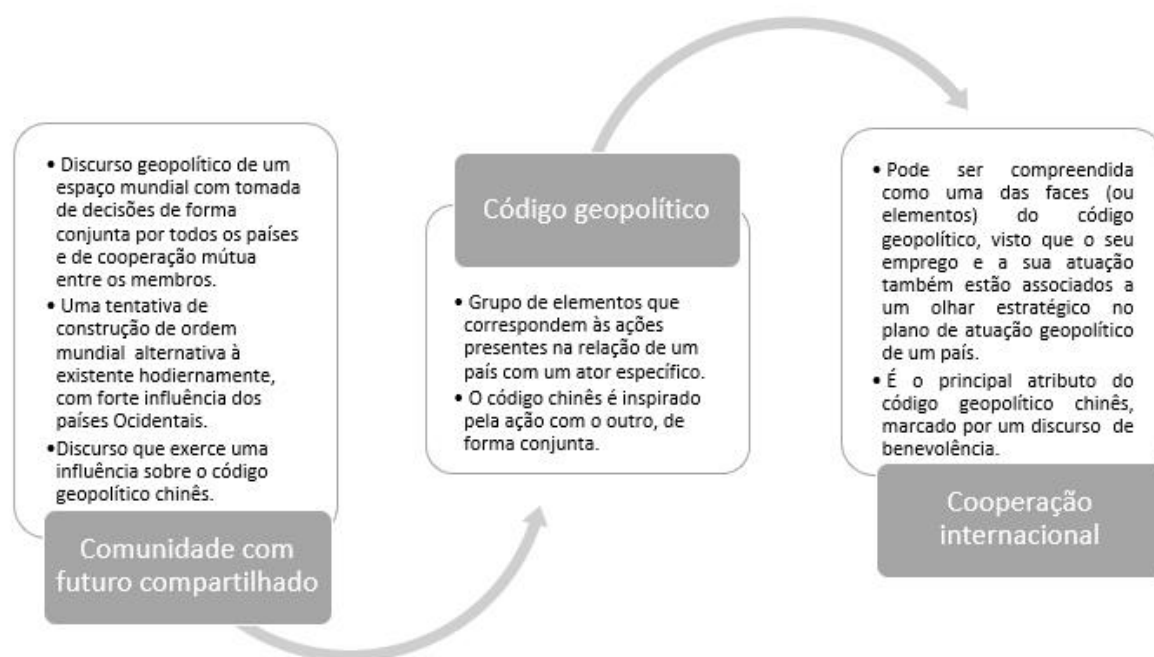 • Discurso geopolítico de um
espaço mundial com tomada
de decisões de forma
conjunta por todos os países
e de cooperação mútua
entre os membros.
• Uma tentativa de
construção de ordem
mundial alternativa à
existente hodiernamente,
com forte influência dos
países Ocidentais.
•Discurso que exerce uma
influência sobre o código
geopolítico chinês.
Comunidade com
futuro compartilhado
Código geopolítico
• Grupo de elementos que
correspondem às ações
presentes na relação de um
país com um ator específico.
• O código chinês é inspirado
pela ação com o outro, de
forma conjunta.
• Pode ser compreendida
como uma das faces (ou
elementos) do código
geopolítico, visto que o seu
emprego e a sua atuação
também estão associados a
um olhar estratégico no
plano de atuação geopolítico
de um país.
• É o principal atributo do
código geopolítico chinês,
marcado por um discurso de
benevolência.
Cooperação
internacional